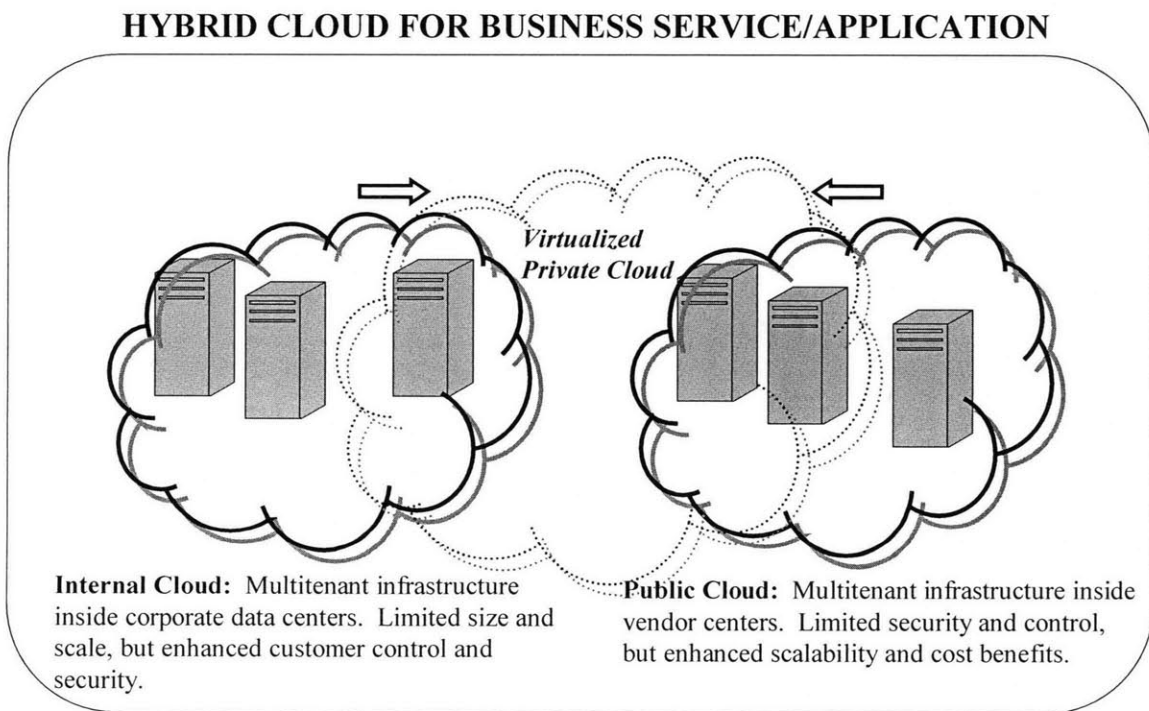 HYBRID CLOUD FOR BUSINESS SERVICE/APPLICATION
Virtualized
Private Cloud
Internal Cloud: Multitenant infrastructure
inside corporate data centers. Limited size and
scale, but enhanced customer control and
security.
Public Cloud: Multitenant infrastructure inside
vendor centers. Limited security and control,
but enhanced scalability and cost benefits.